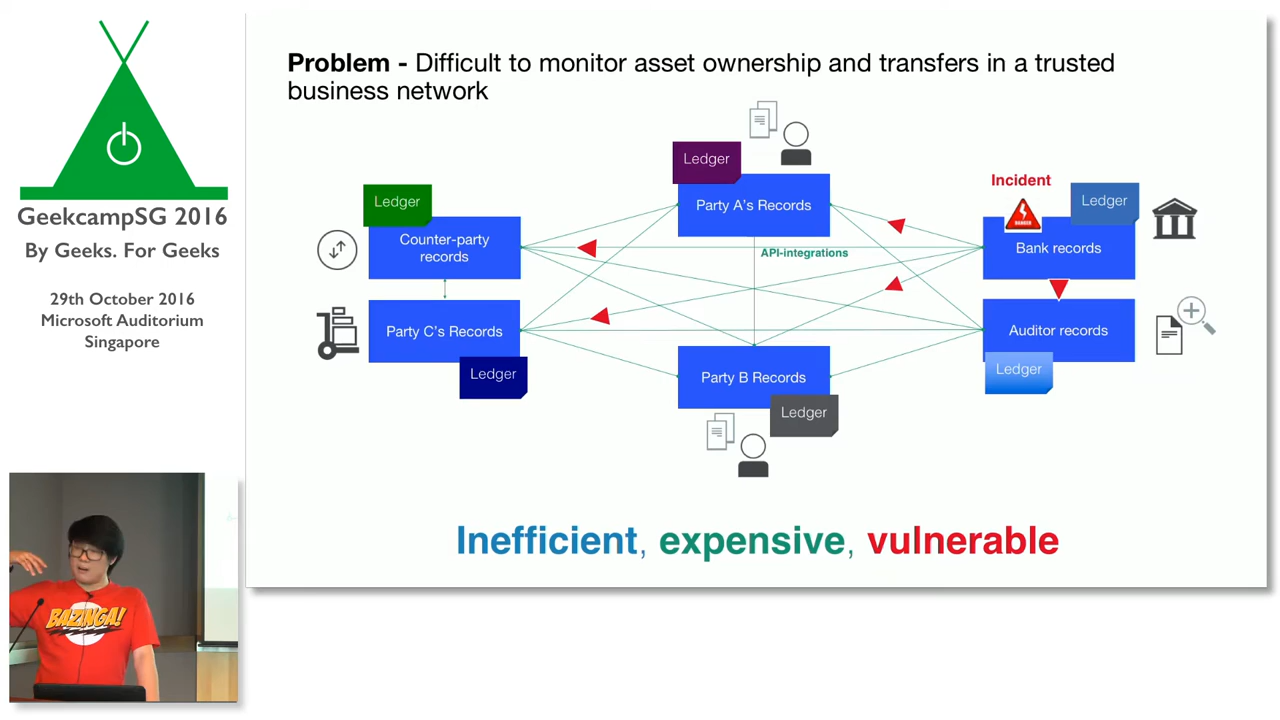 Problem - Difficult to monitor asset ownership and transfers in a trusted
business network
GeekcampSG 2016
By Geeks. For Geeks
29th October 2016
Microsoft Auditorium
Singapore
Ledger
Party A's Records
Ledger
Counter-party
records
Incident
Ledger
Bank records
DANGER
API-integrations
Party C's Records
Ledger
Party B Records
Ledger
Auditor records
Ledger
Inefficient, expensive, vulnerable
BAZINGA!